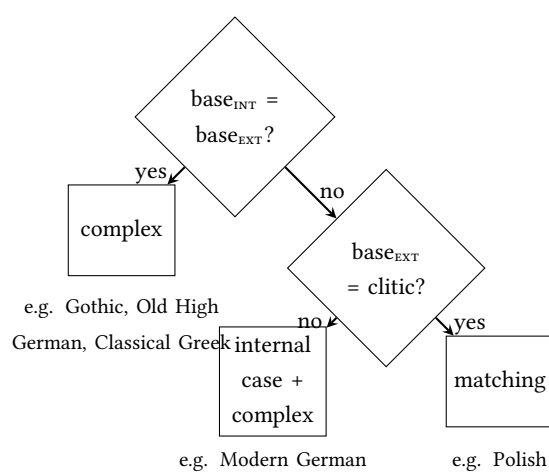 base_INT =
base_EXT?
yes
no
complex
base_EXT
= clitic?
e.g. Gothic, Old High
German, Classical Greek
no
yes
internal
case +
complex
matching
e.g. Modern German
e.g. Polish